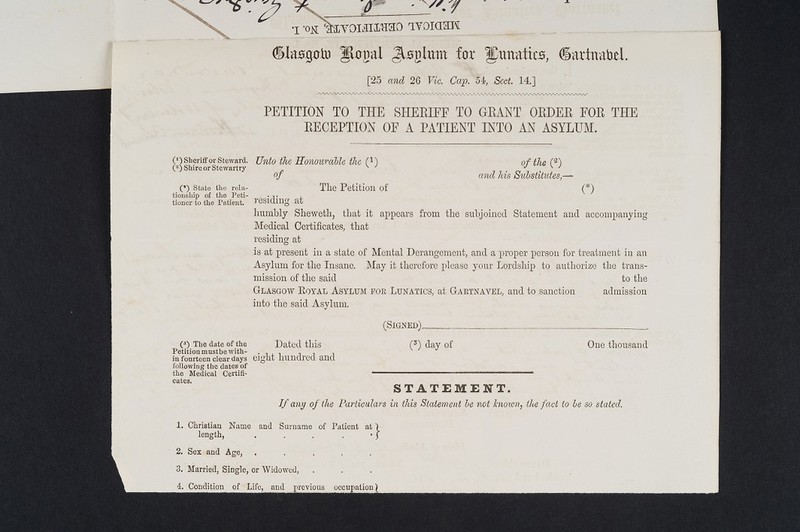 MEDICAL CERTIFICATE, No. I.
Glasgow Royal Asylum for Lunatics, Gartnabel.
[25 and 26 Vic. Cap. 54, Sect. 14.]
PETITION TO THE SHERIFF TO GRANT ORDER FOR THE
RECEPTION OF A PATIENT INTO AN ASYLUM.
(¹) Sheriff or Steward.
(²) Shire or Stewartry
Unto the Honourable the (¹) of the (²)
of and his Substitutes,—
(*) State the rela-
tionship of the Peti-
tioner to the Patient.
The Petition of (*)
residing at
humbly Sheweth, that it appears from the subjoined Statement and accompanying
Medical Certificates, that
residing at
is at present in a state of Mental Derangement, and a proper person for treatment in an
Asylum for the Insane. May it therefore please your Lordship to authorize the trans-
mission of the said to the
GLASGOW ROYAL ASYLUM FOR LUNATICS, at GARTNAVEL, and to sanction admission
into the said Asylum.
(SIGNED)
(³) The date of the
Petition must be with-
in fourteen clear days
following the dates of
the Medical Certifi-
cates.
Dated this (³) day of One thousand
eight hundred and
STATEMENT.
If any of the Particulars in this Statement be not known, the fact to be so stated.
1. Christian Name and Surname of Patient at }
length, . . . . . }
2. Sex and Age, . . . . .
3. Married, Single, or Widowed, . . .
4. Condition of Life, and previous occupation }